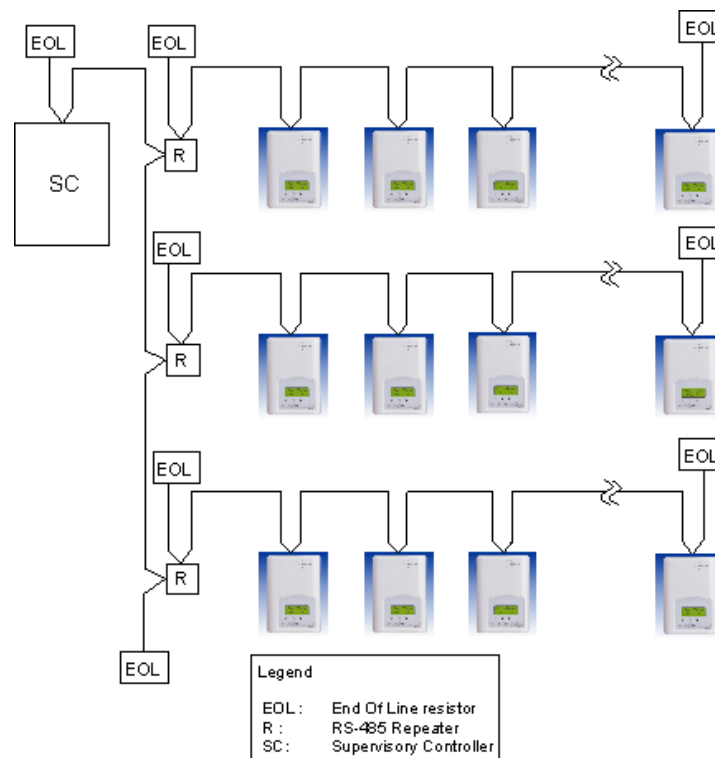 EOL
EOL
EOL
R
SC
EOL
EOL
R
EOL
EOL
R
EOL
Legend
EOL : End Of Line resistor
R : RS-485 Repeater
SC : Supervisory Controller